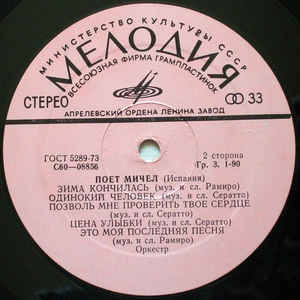 МИНИСТЕРСТВО КУЛЬТУРЫ СССР
МЕЛОДИЯ
ВСЕСОЮЗНАЯ ФИРМА ГРАМПЛАСТИНОК
СТЕРЕО
33
АПРЕЛЕВСКИЙ ОРДЕНА ЛЕНИНА ЗАВОД
ГОСТ 5289-73
С60—08856
2 сторона
Гр. 3. 1-90
ПОЕТ МИЧЕЛ (Испания)
ЗИМА КОНЧИЛАСЬ (муз. и сл. Рамиро)
ОДИНОКИЙ ЧЕЛОВЕК (муз. и сл. Сератто)
ПОЗВОЛЬ МНЕ ПРОВЕРИТЬ ТВОЕ СЕРДЦЕ
(муз. и сл. Сератто)
ЦЕНА УЛЫБКИ (муз. и сл. Сератто)
ЭТО МОЯ ПОСЛЕДНЯЯ ПЕСНЯ
(муз. и сл. Рамиро)
Оркестр